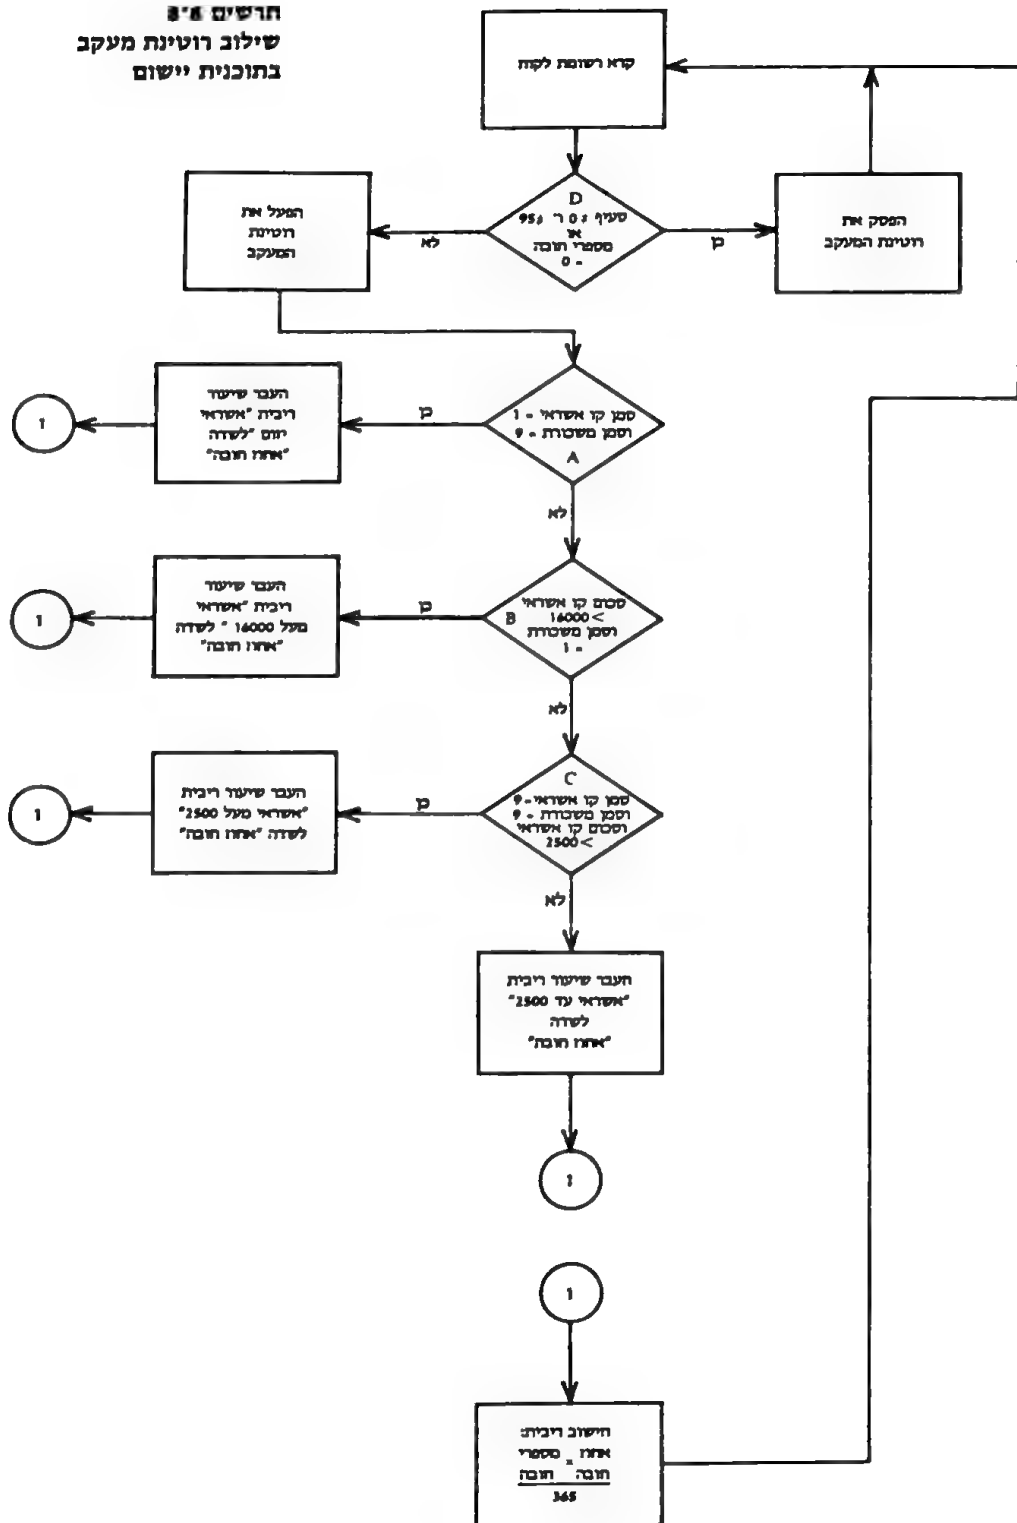 תרשים
שילוב רוטינת מעקב
בתוכנית יישום
קרא רשומת לקוח
D
סעיף ≠ 0 ו־ ≠ 95
או
מספרי חובה
= 0
לא
כן
הפעל את
רוטינת
המעקב
הפסק את
רוטינת המעקב
סמן קו אשראי = 1
וסמן משכורת = 9
A
כן
העבר שיעור
ריבית "אשראי
יזום" לשדה
"אחוז חובה"
1
לא
סכום קו אשראי
B
> 16000
וסמן משכורת
= 1
כן
העבר שיעור
ריבית "אשראי
מעל 16000" לשדה
"אחוז חובה"
1
לא
C
סמן קו אשראי = 9
וסמן משכורת = 9
וסכום קו אשראי
> 2500
כן
העבר שיעור ריבית
"אשראי מעל 2500"
לשדה "אחוז חובה"
1
לא
העבר שיעור ריבית
"אשראי עד 2500"
לשדה
"אחוז חובה"
1
1
חישוב ריבית:
אחוז מספרי
חובה × חובה
365